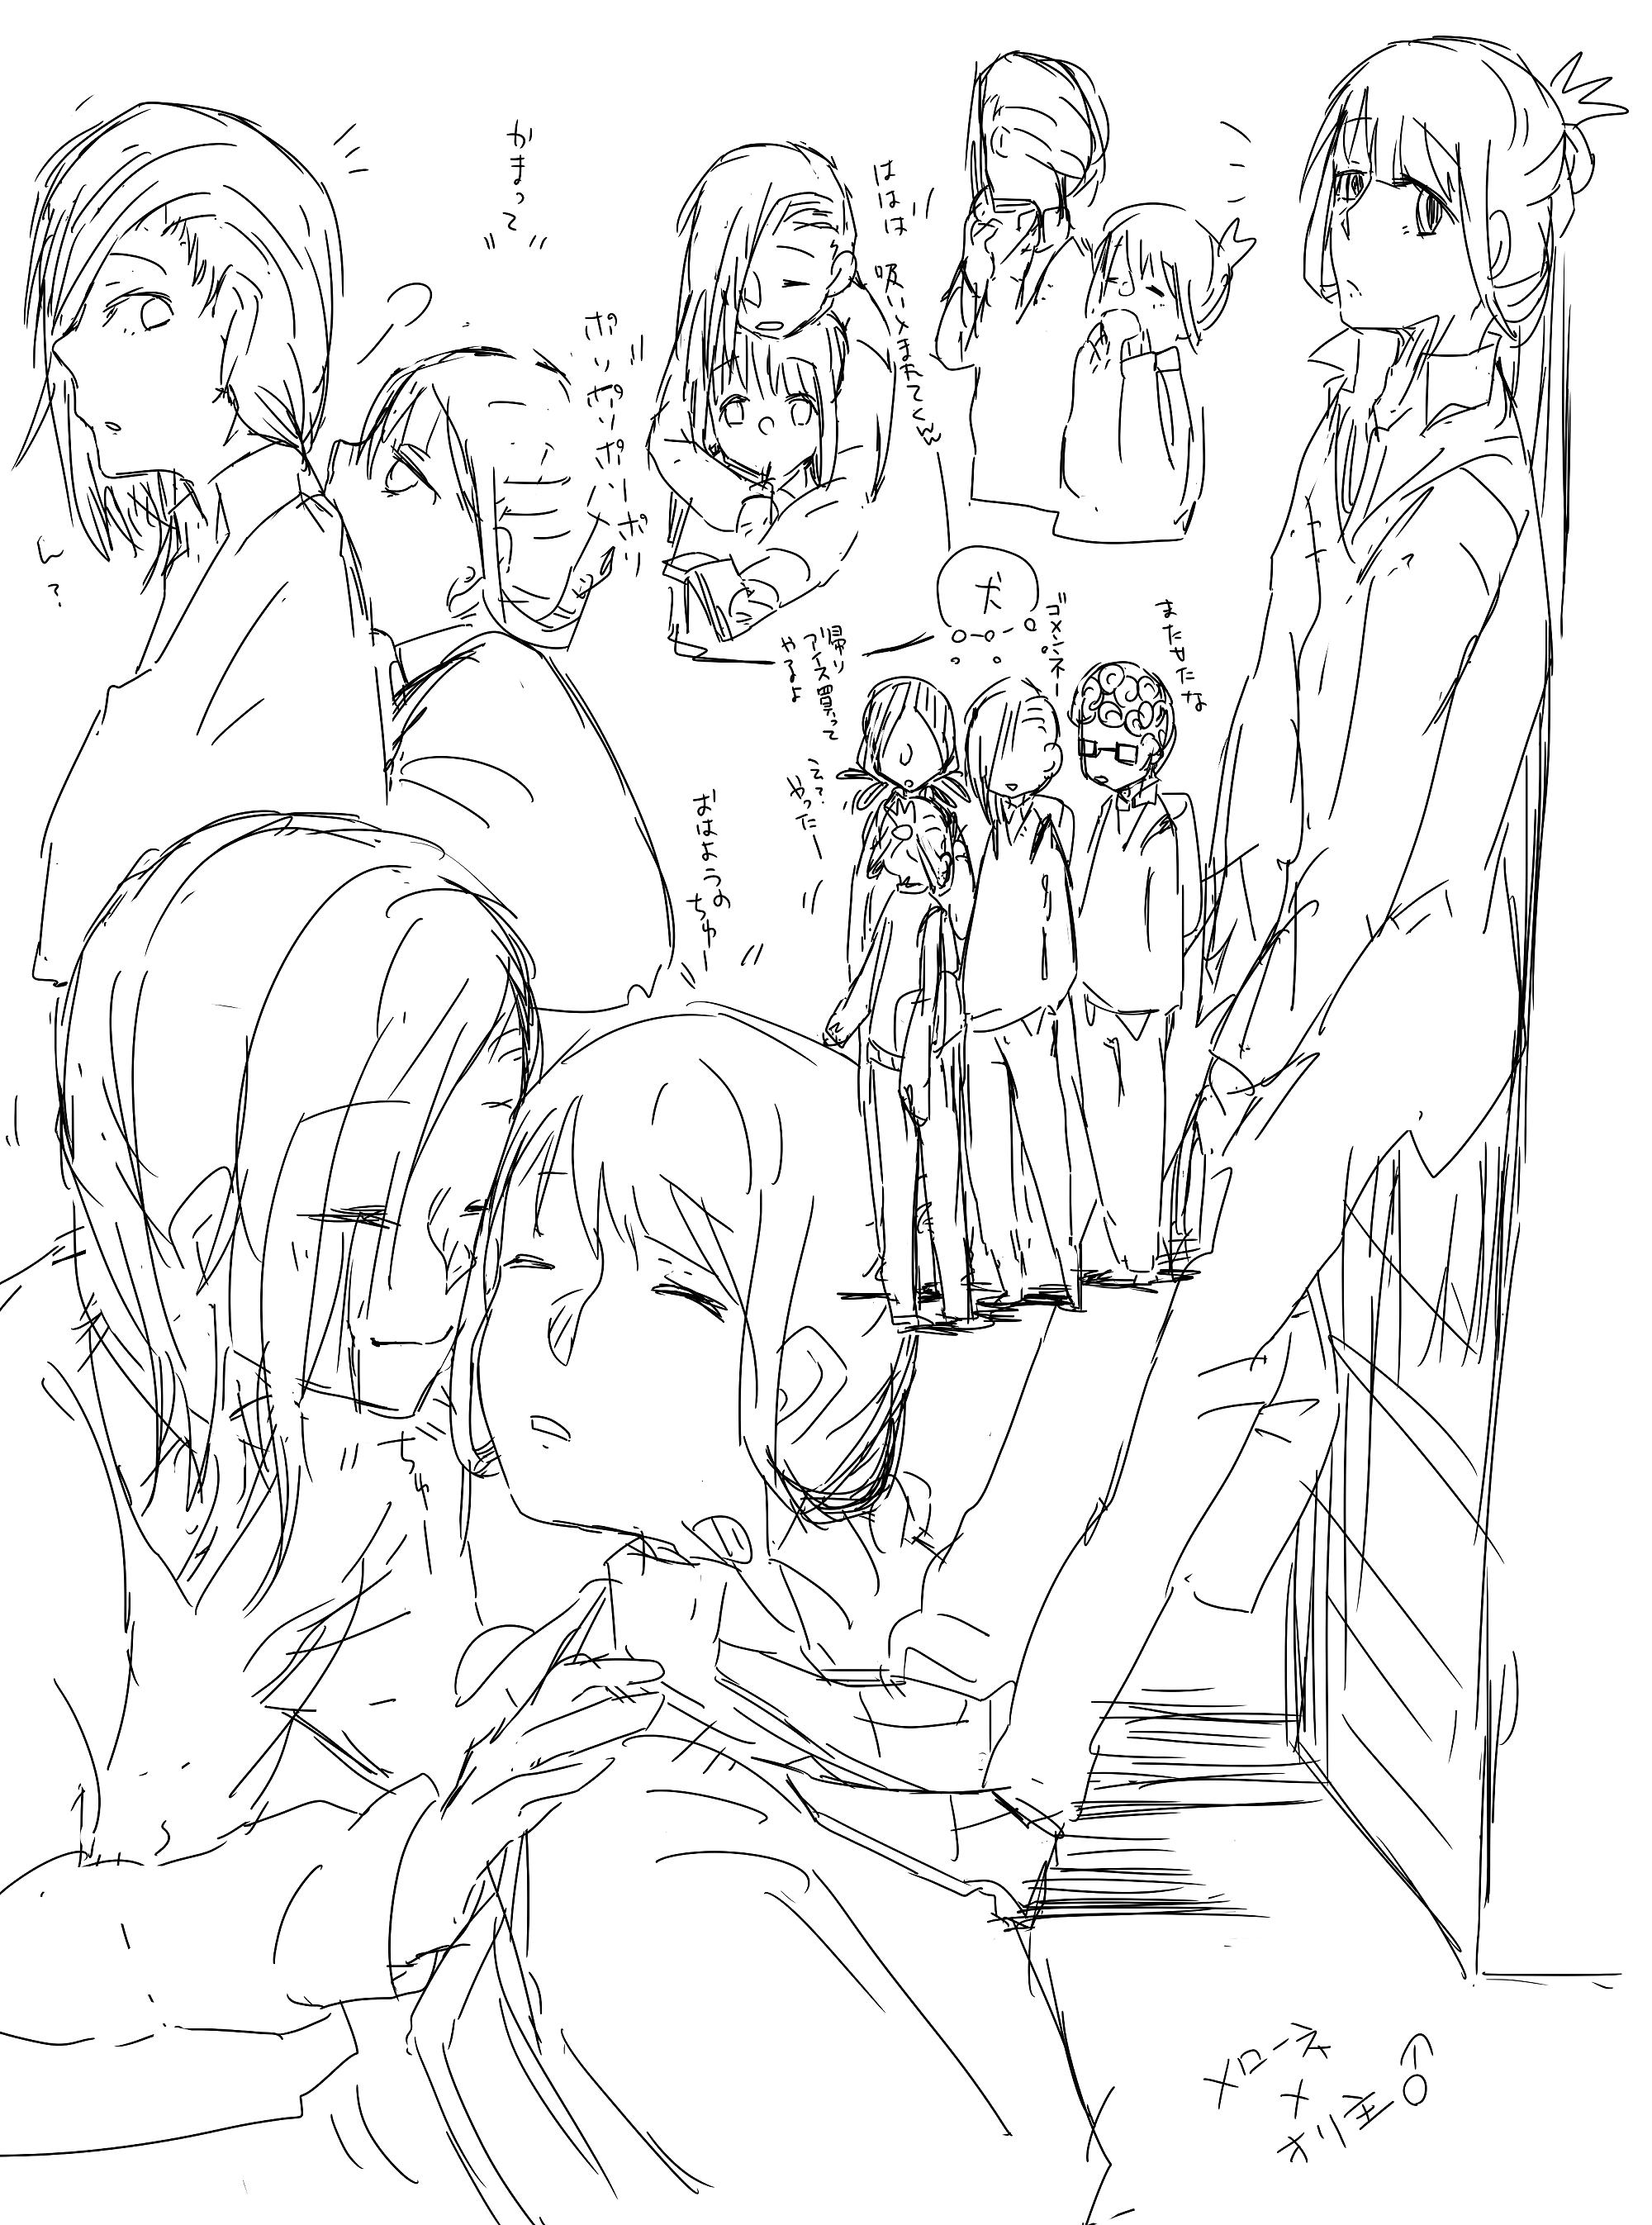 かまって
ん?
ポリポリポリポリ
ははは
吸いこまれてくww
犬
ゴメンネー
またせたな
帰り
アイス買って
やるよ
え??
やったー
おはようの
ちゅー
ちゅー
メローネ
×
オリ主♂